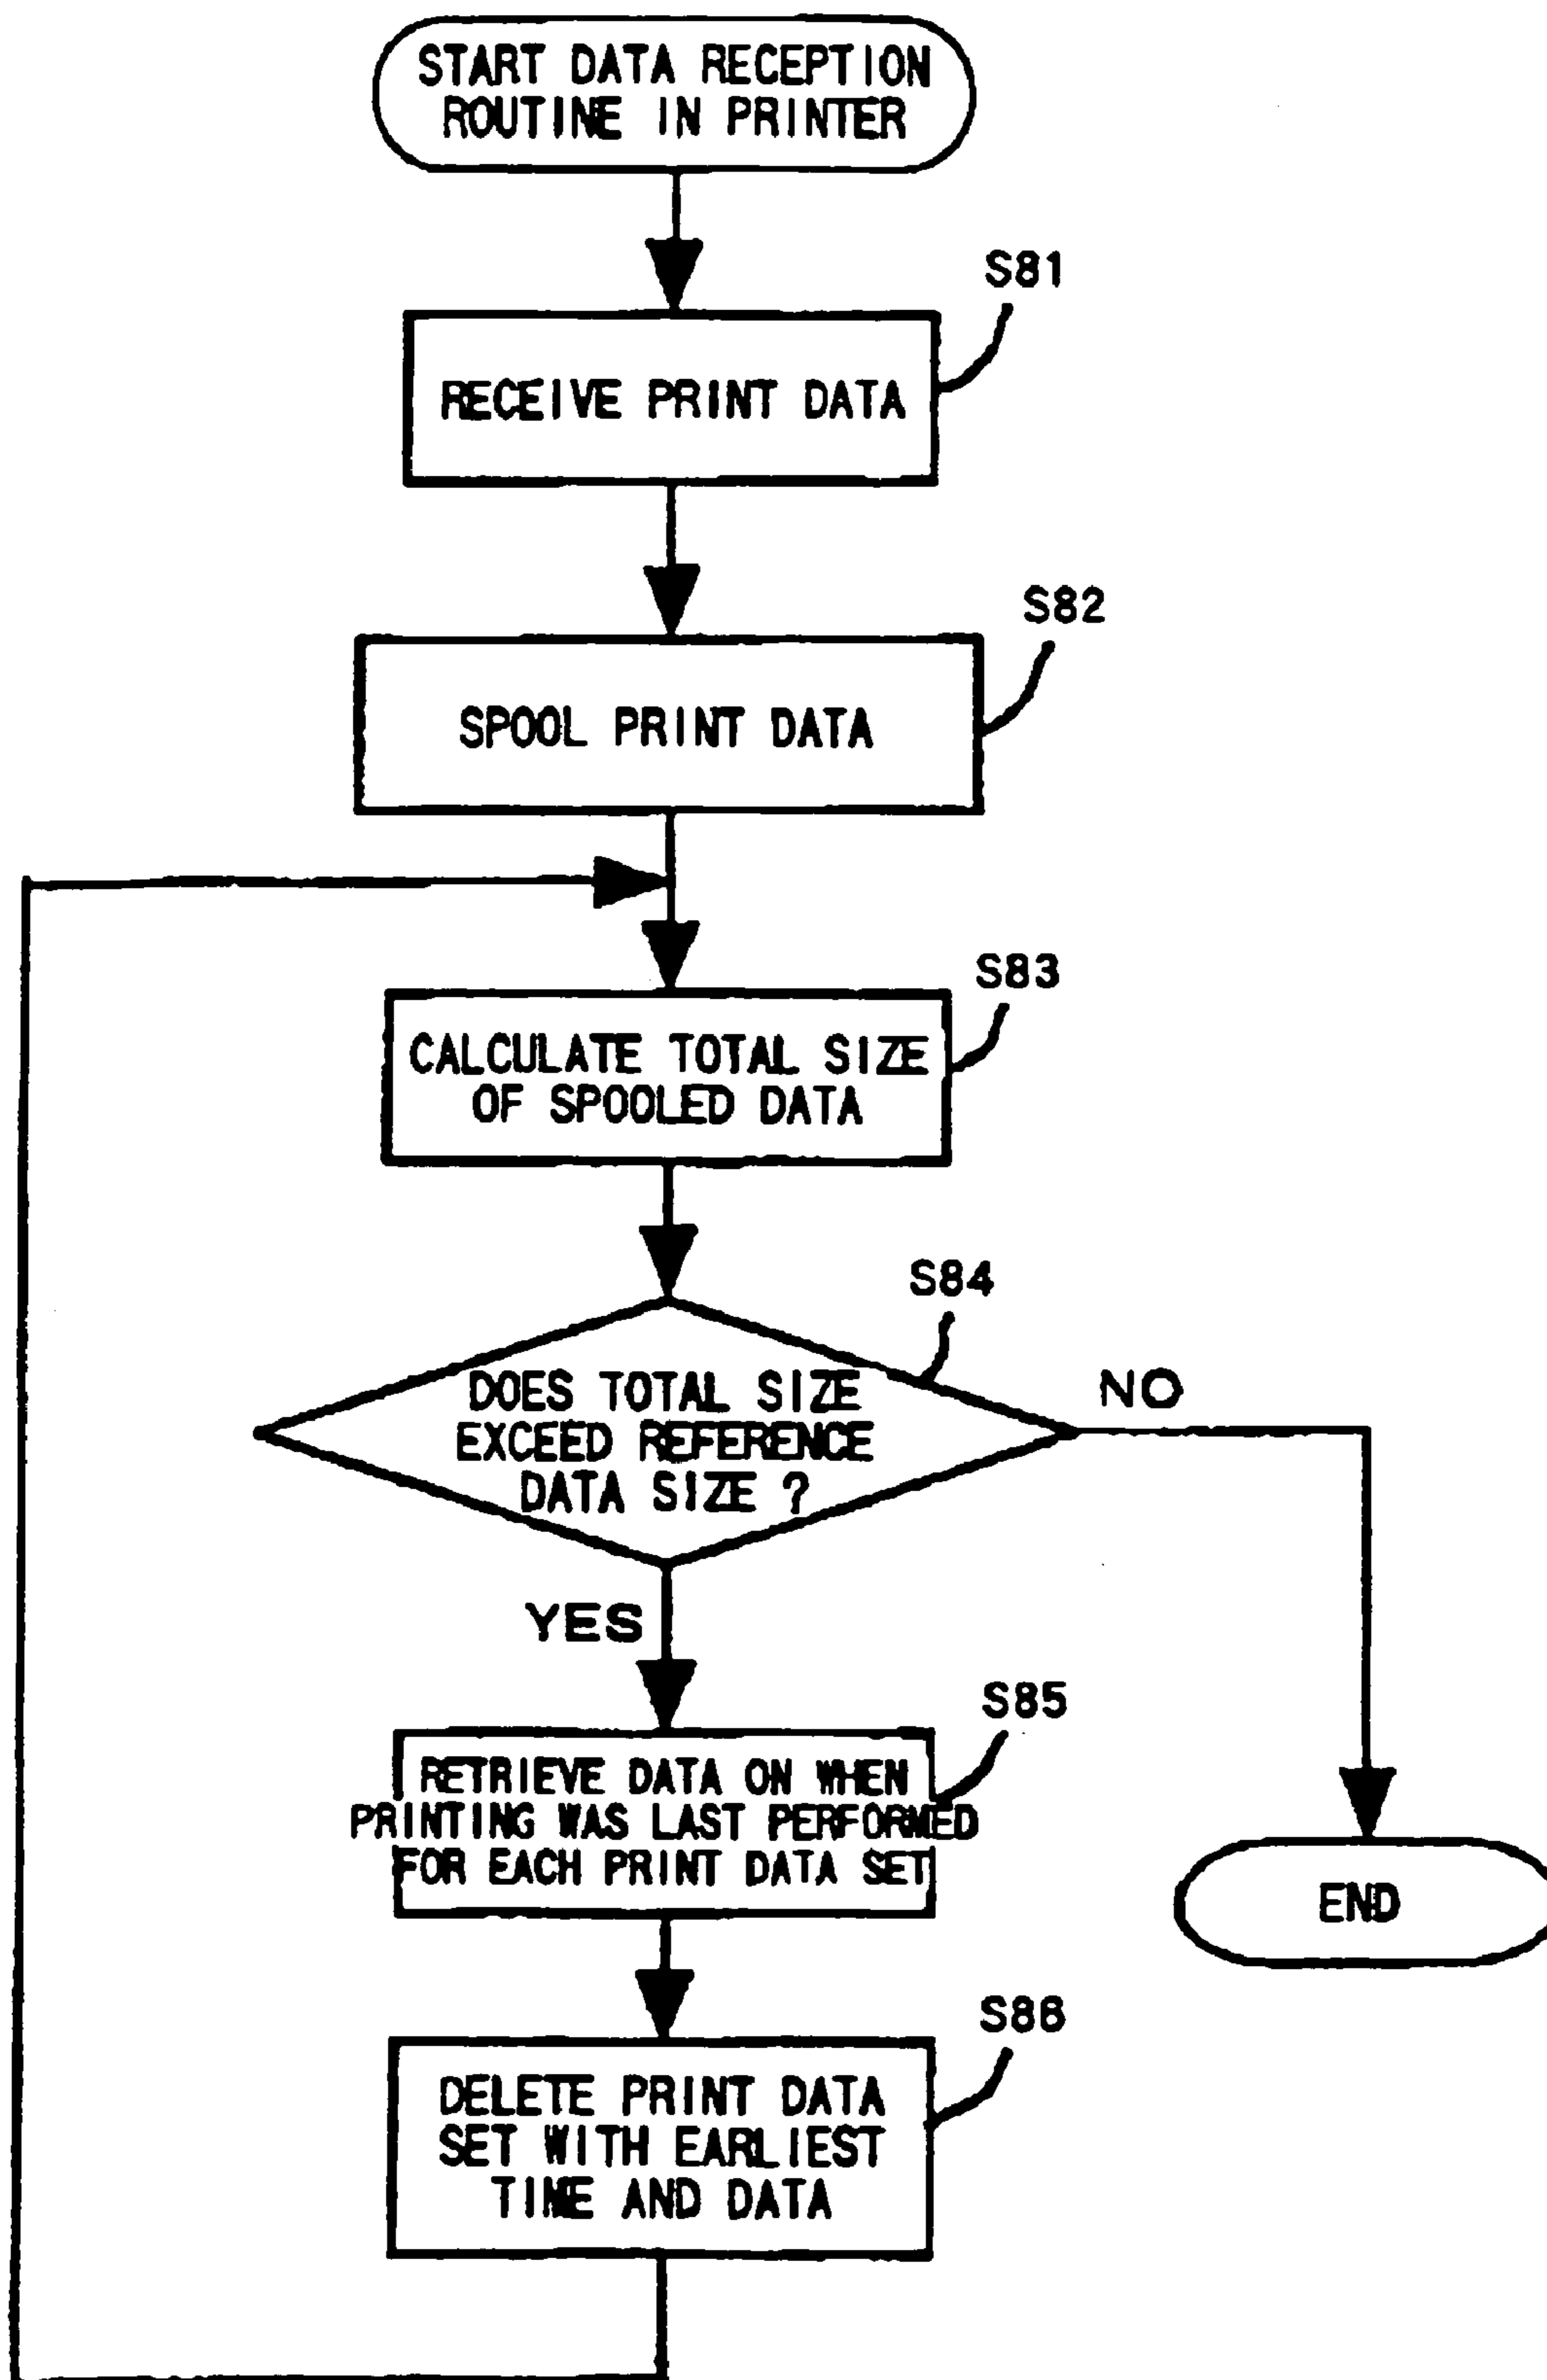 START DATA RECEPTION
ROUTINE IN PRINTER
S81
RECEIVE PRINT DATA
S82
SPOOL PRINT DATA
S83
CALCULATE TOTAL SIZE
OF SPOOLED DATA
S84
DOES TOTAL SIZE
EXCEED REFERENCE
DATA SIZE ?
NO
YES
S85
RETRIEVE DATA ON WHEN
PRINTING WAS LAST PERFORMED
FOR EACH PRINT DATA SET
END
S86
DELETE PRINT DATA
SET WITH EARLIEST
TIME AND DATA